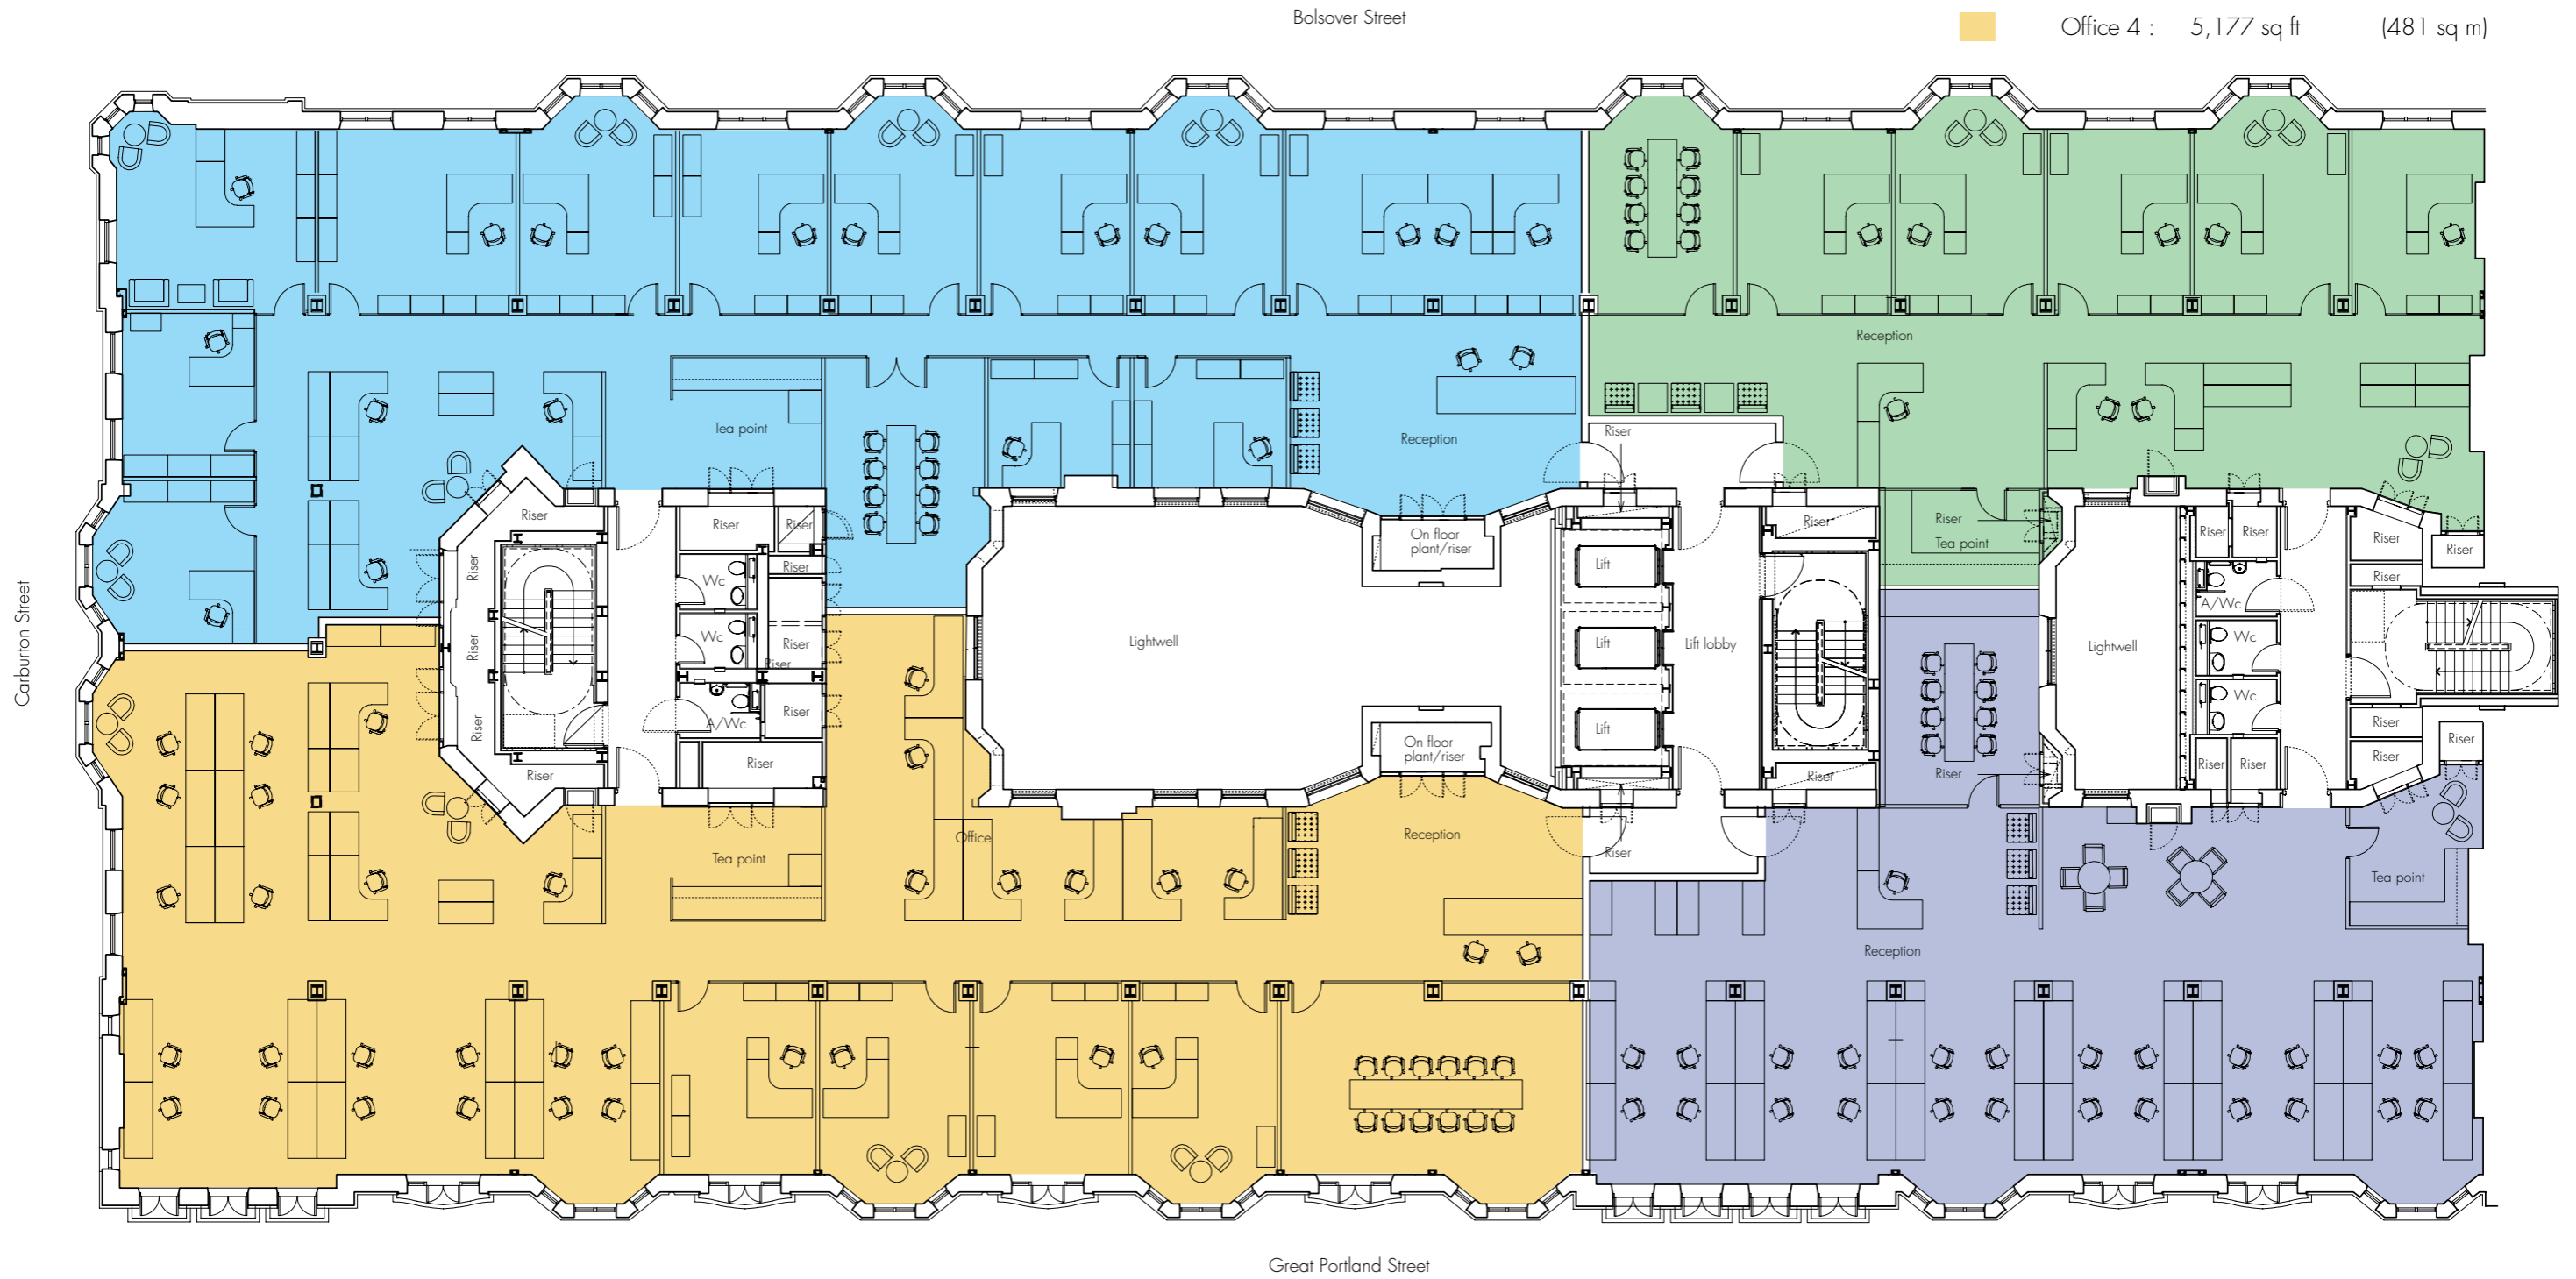 Bolsover Street
Office 4 : 5,177 sq ft (481 sq m)
Reception
Tea point
Reception
Riser
Riser
Riser
Riser
Riser
Riser
On floor
plant/riser
Riser
Tea point
Riser
Riser
Riser
Riser
Riser
Riser
Wc
Lift
Riser
A/Wc
Carburton Street
Riser
Wc
Riser
Riser
Lightwell
Lift
Lift lobby
Lightwell
Wc
Wc
Riser
A/Wc
Riser
Lift
Riser
Riser
Riser
Riser
Riser
On floor
plant/riser
Riser
Riser
Riser
Riser
Riser
Tea point
Office
Reception
Riser
Tea point
Reception
Great Portland Street